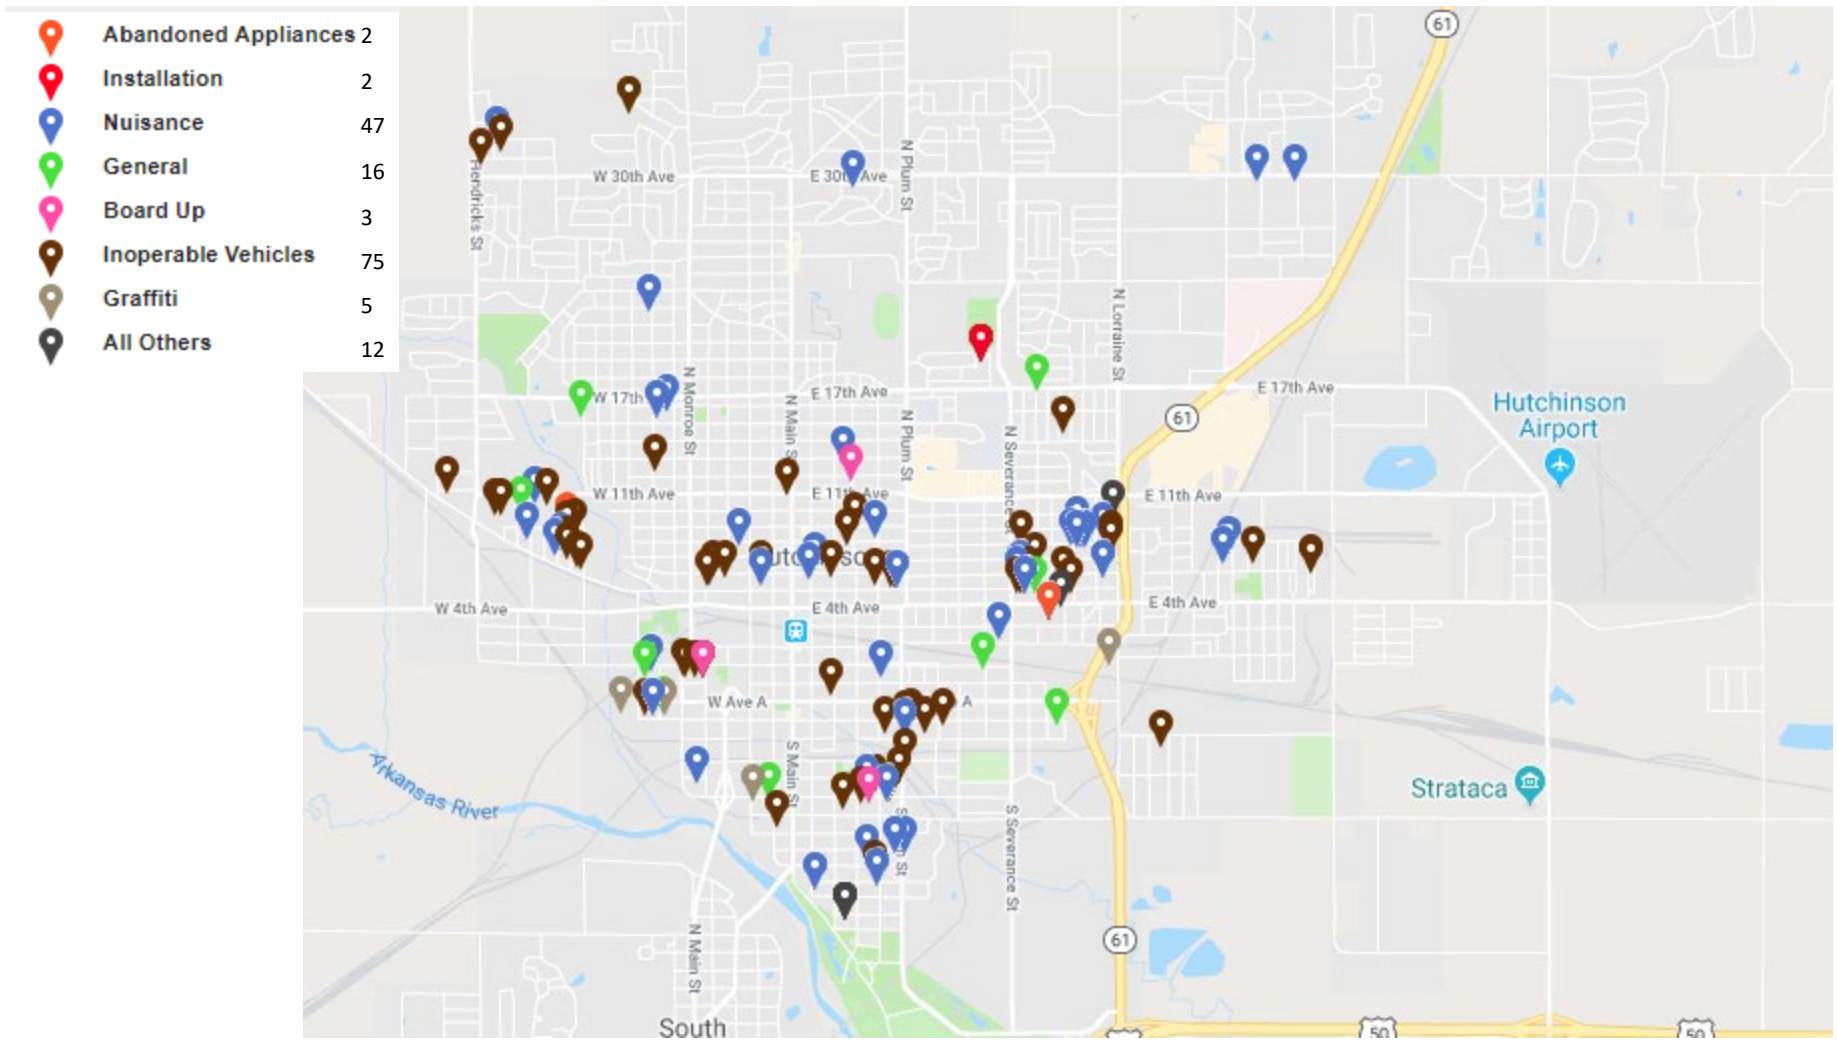 Abandoned Appliances 2
Installation 2
Nuisance 47
General 16
Board Up 3
Inoperable Vehicles 75
Graffiti 5
All Others 12
61
N Plum St
W 30th Ave
E 30th Ave
Hendricks St
N Lorraine St
N Monroe St
E 17th Ave
E 17th Ave
W 17th
N Main S
N Plum St
61
Hutchinson
Airport
N Severance St
W 11th Ave
E 11th Ave
E 11th Ave
W 4th Ave
E 4th Ave
E 4th Ave
W Ave A
A
S Main St
Arkansas River
Strataca
S Severance St
N Main St
61
South
50
50